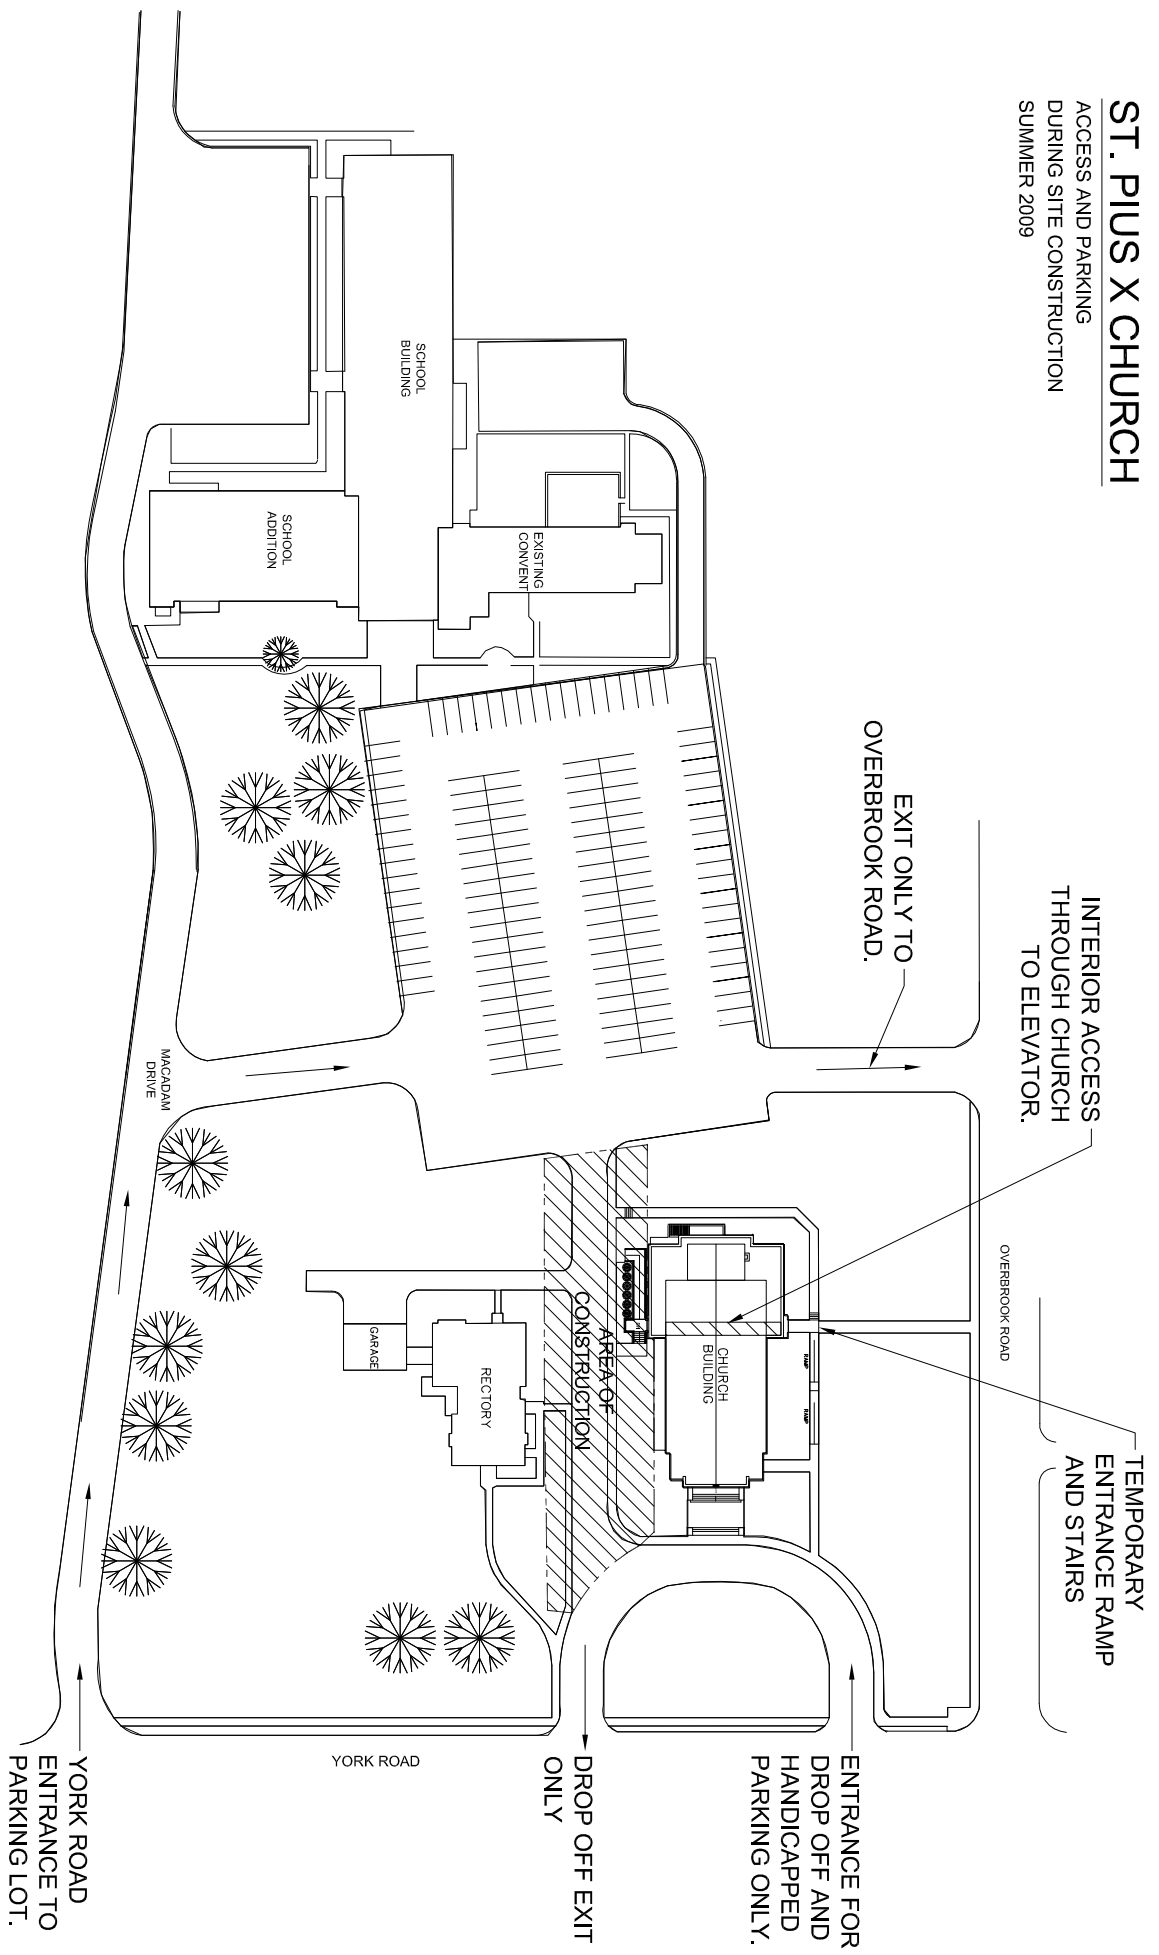 ST. PIUS X CHURCH
ACCESS AND PARKING
DURING SITE CONSTRUCTION
SUMMER 2009
INTERIOR ACCESS
THROUGH CHURCH
TO ELEVATOR.
TEMPORARY
ENTRANCE RAMP
AND STAIRS
EXIT ONLY TO
OVERBROOK ROAD.
OVERBROOK ROAD
ENTRANCE FOR
DROP OFF AND
HANDICAPPED
PARKING ONLY.
RAMP
RAMP
CHURCH
BUILDING
AREA OF
CONSTRUCTION
DROP OFF EXIT
ONLY
EXISTING
CONVENT
SCHOOL
BUILDING
SCHOOL
ADDITION
RECTORY
GARAGE
YORK ROAD
MACADAM
DRIVE
YORK ROAD
ENTRANCE TO
PARKING LOT.